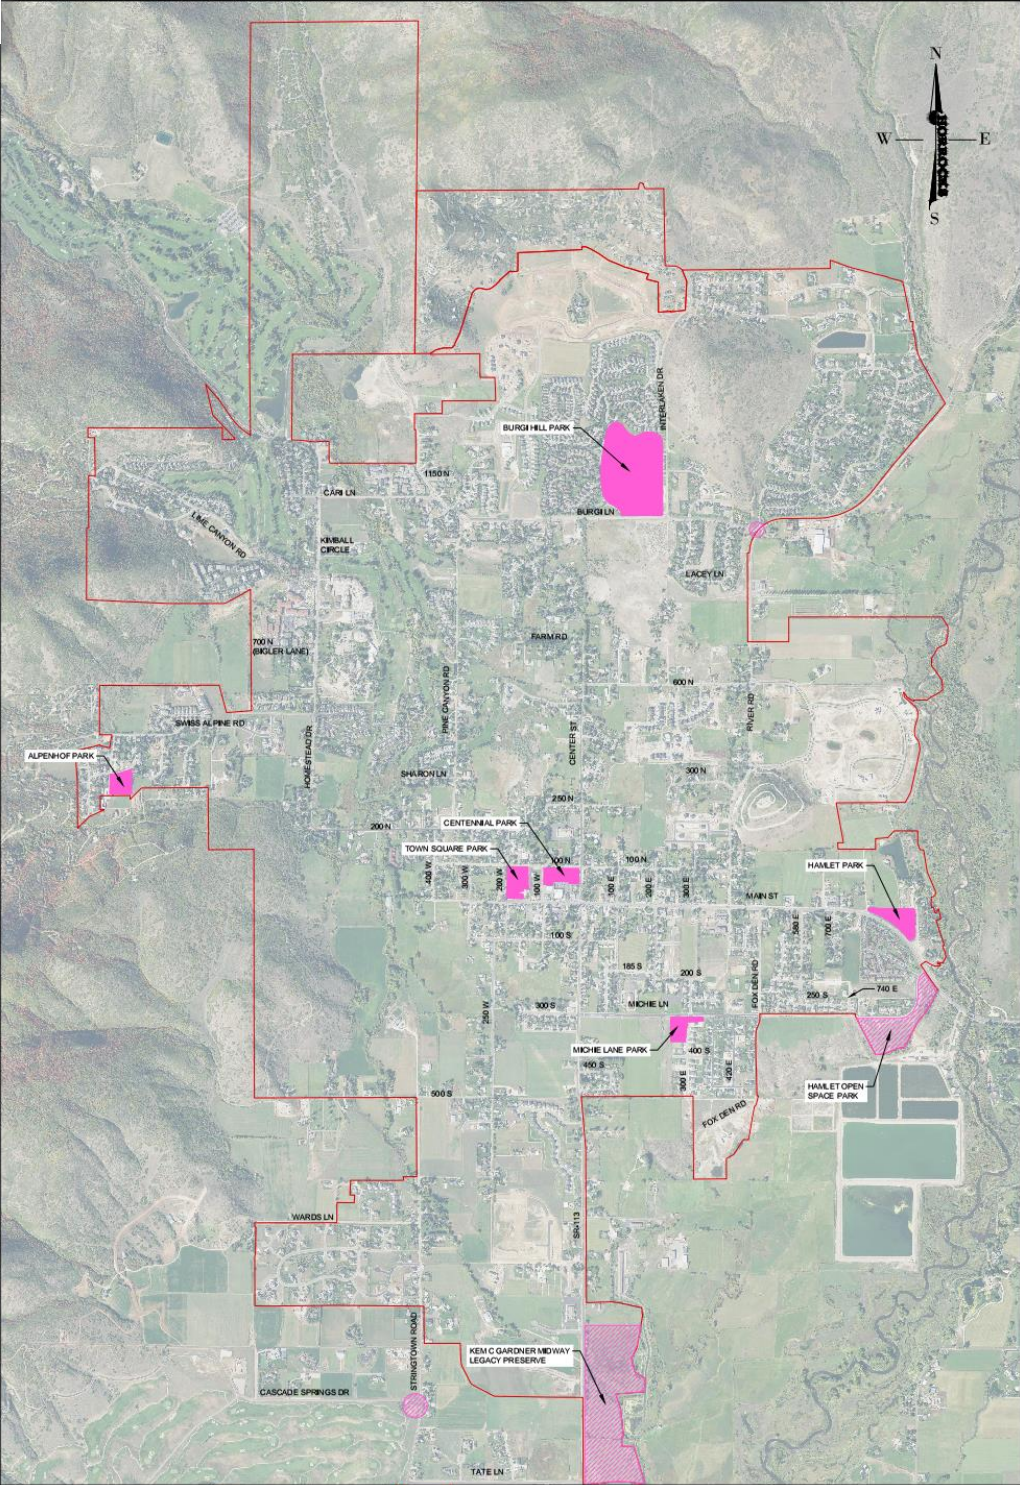 N
W
E
HORROCKS
S
INTERLAKEN DR
BURGI HILL PARK
1150 N
CARI LN
BURGI LN
LIME CANYON RD
KIMBALL
CIRCLE
LACEY LN
FARM RD
700 N
(BIGLER LANE)
600 N
PINE CANYON RD
RIVER RD
SWISS ALPINE RD
CENTER ST
HOMESTEAD DR
ALPENHOF PARK
SHARON LN
300 N
250 N
CENTENNIAL PARK
200 N
TOWN SQUARE PARK
100 N
100 N
HAMLET PARK
400 W
300 W
200 W
100 W
100 E
200 E
300 E
MAIN ST
580 E
700 E
100 S
185 S
200 S
FOX DEN RD
740 E
250 S
250 W
300 S
MICHIE LN
MICHIE LANE PARK
400 S
450 S
300 E
420 E
HAMLET OPEN
SPACE PARK
500 S
FOX DEN RD
WARDS LN
SR-113
STRINGTOWN ROAD
KEM C GARDNER MIDWAY
LEGACY PRESERVE
CASCADE SPRINGS DR
TATE LN